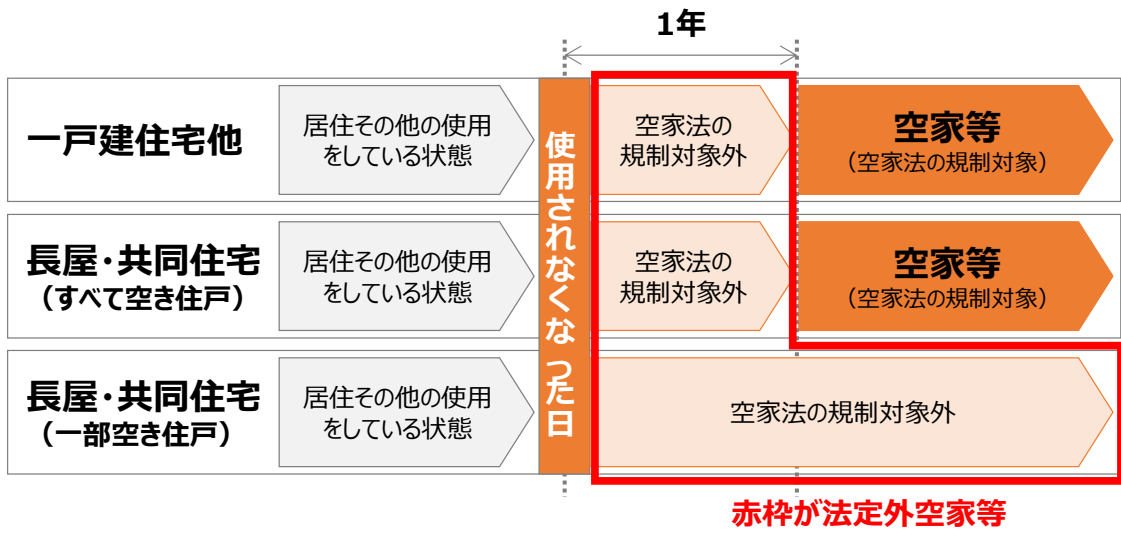 1年
一戸建住宅他
居住その他の使用
をしている状態
使用されなくなった日
空家法の
規制対象外
空家等
（空家法の規制対象）
長屋・共同住宅
（すべて空き住戸）
居住その他の使用
をしている状態
空家法の
規制対象外
空家等
（空家法の規制対象）
長屋・共同住宅
（一部空き住戸）
居住その他の使用
をしている状態
空家法の規制対象外
赤枠が法定外空家等